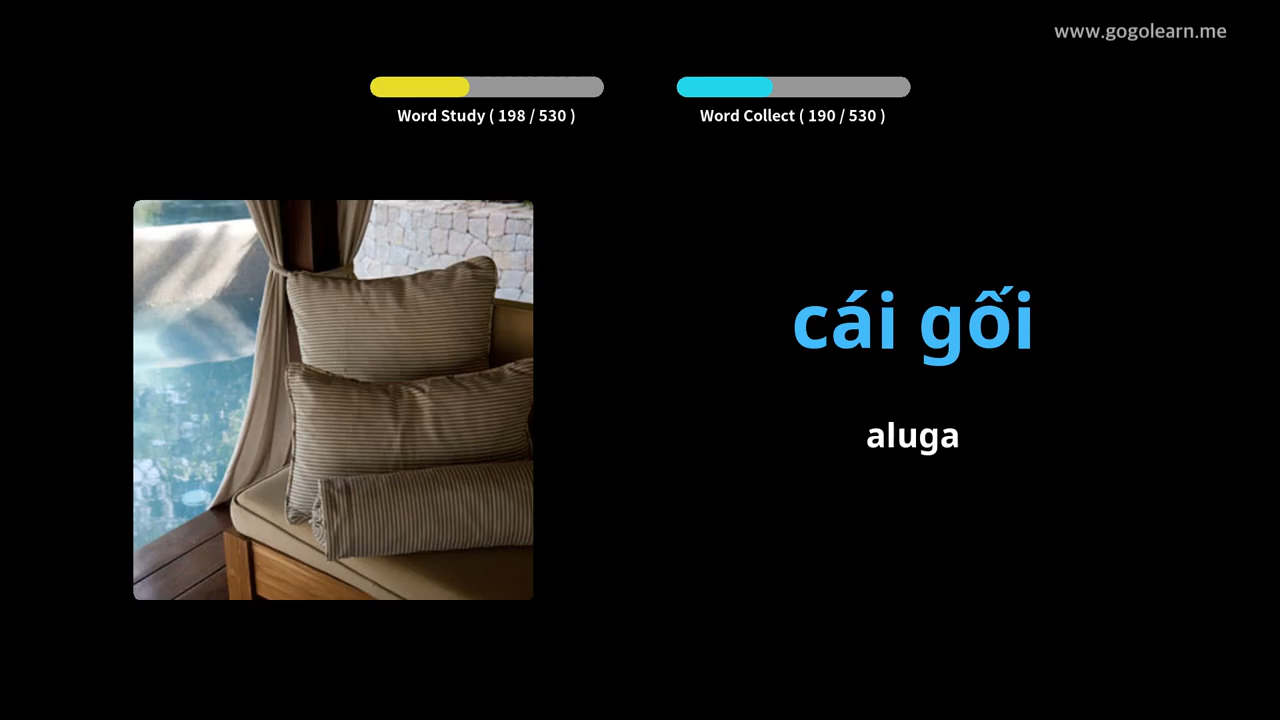 www.gogolearn.me
Word Study ( 198 / 530 )
Word Collect ( 190 / 530 )
cái gối
aluga